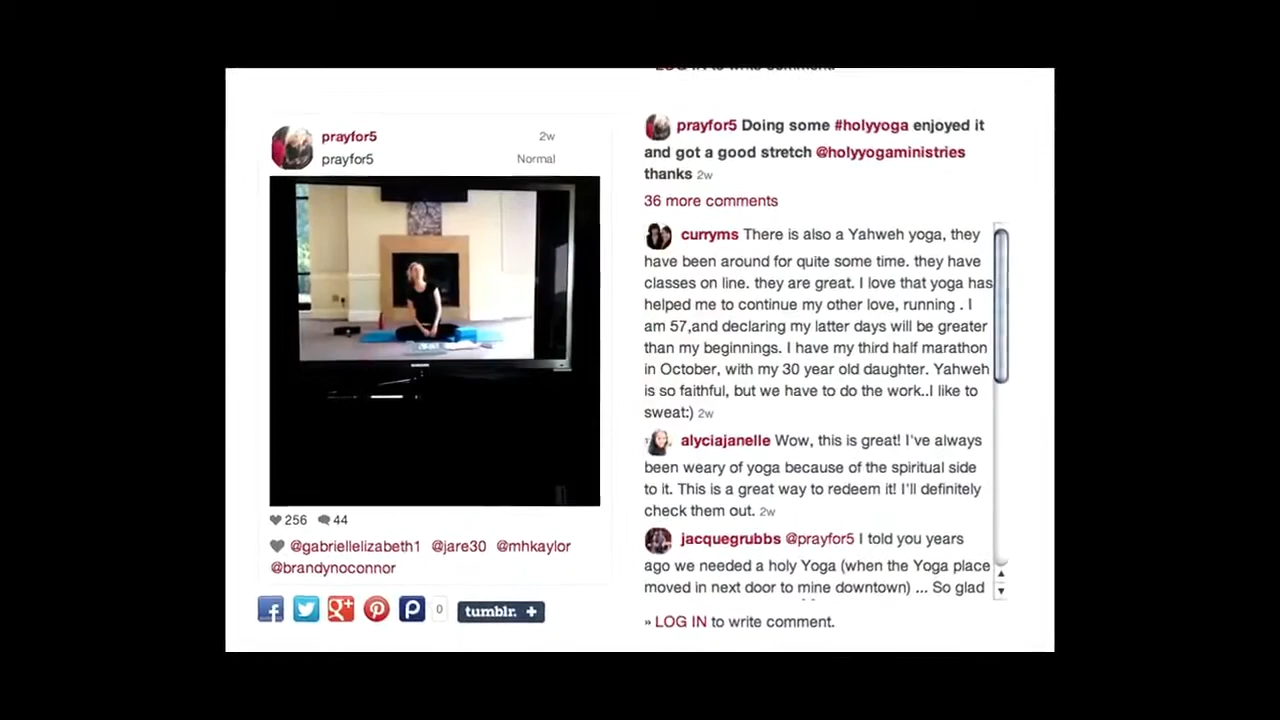 prayfor5 2w
prayfor5 Normal
256 44
@gabriellelizabeth1 @jare30 @mhkaylor
@brandynoconnor
0 tumblr. +
to write comment.
prayfor5 Doing some #holyyoga enjoyed it
and got a good stretch @holyyogaministries
thanks 2w
36 more comments
curryms There is also a Yahweh yoga, they
have been around for quite some time. they have
classes on line. they are great. I love that yoga has
helped me to continue my other love, running . I
am 57,and declaring my latter days will be greater
than my beginnings. I have my third half marathon
in October, with my 30 year old daughter. Yahweh
is so faithful, but we have to do the work..I like to
sweat:) 2w
alyciajanelle Wow, this is great! I've always
been weary of yoga because of the spiritual side
to it. This is a great way to redeem it! I'll definitely
check them out. 2w
jacquegrubbs @prayfor5 I told you years
ago we needed a holy Yoga (when the Yoga place
moved in next door to mine downtown) ... So glad
» LOG IN to write comment.